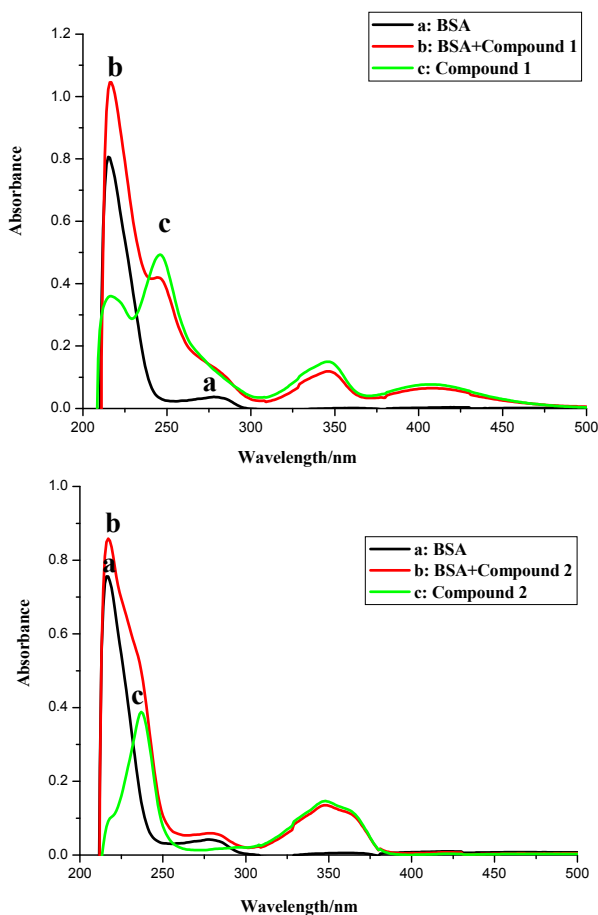 a: BSA
b: BSA+Compound 1
c: Compound 1
1.2
1.0
0.8
0.6
0.4
0.2
0.0
Absorbance
b
c
a
200 250 300 350 400 450 500
Wavelength/nm
a: BSA
b: BSA+Compound 2
c: Compound 2
1.0
0.8
0.6
0.4
0.2
0.0
Absorbance
b
a
c
200 250 300 350 400 450 500
Wavelength/nm